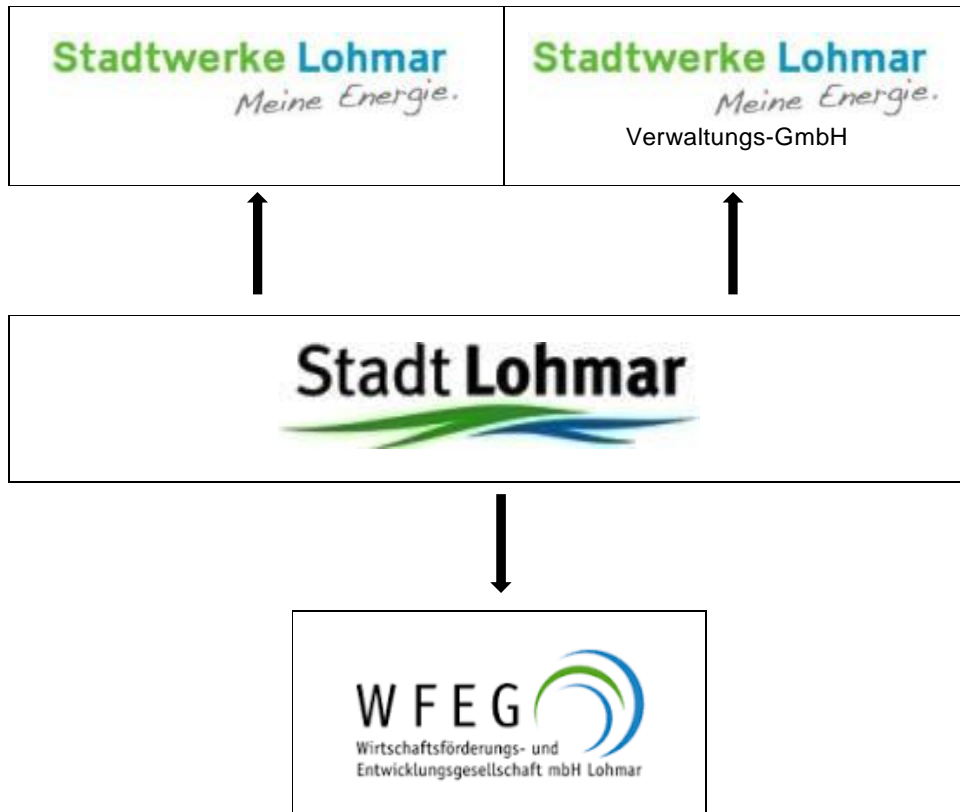 Stadtwerke Lohmar
Meine Energie.
Stadtwerke Lohmar
Meine Energie.
Verwaltungs-GmbH
Stadt Lohmar
WFEG
Wirtschaftsförderungs- und
Entwicklungsgesellschaft mbH Lohmar